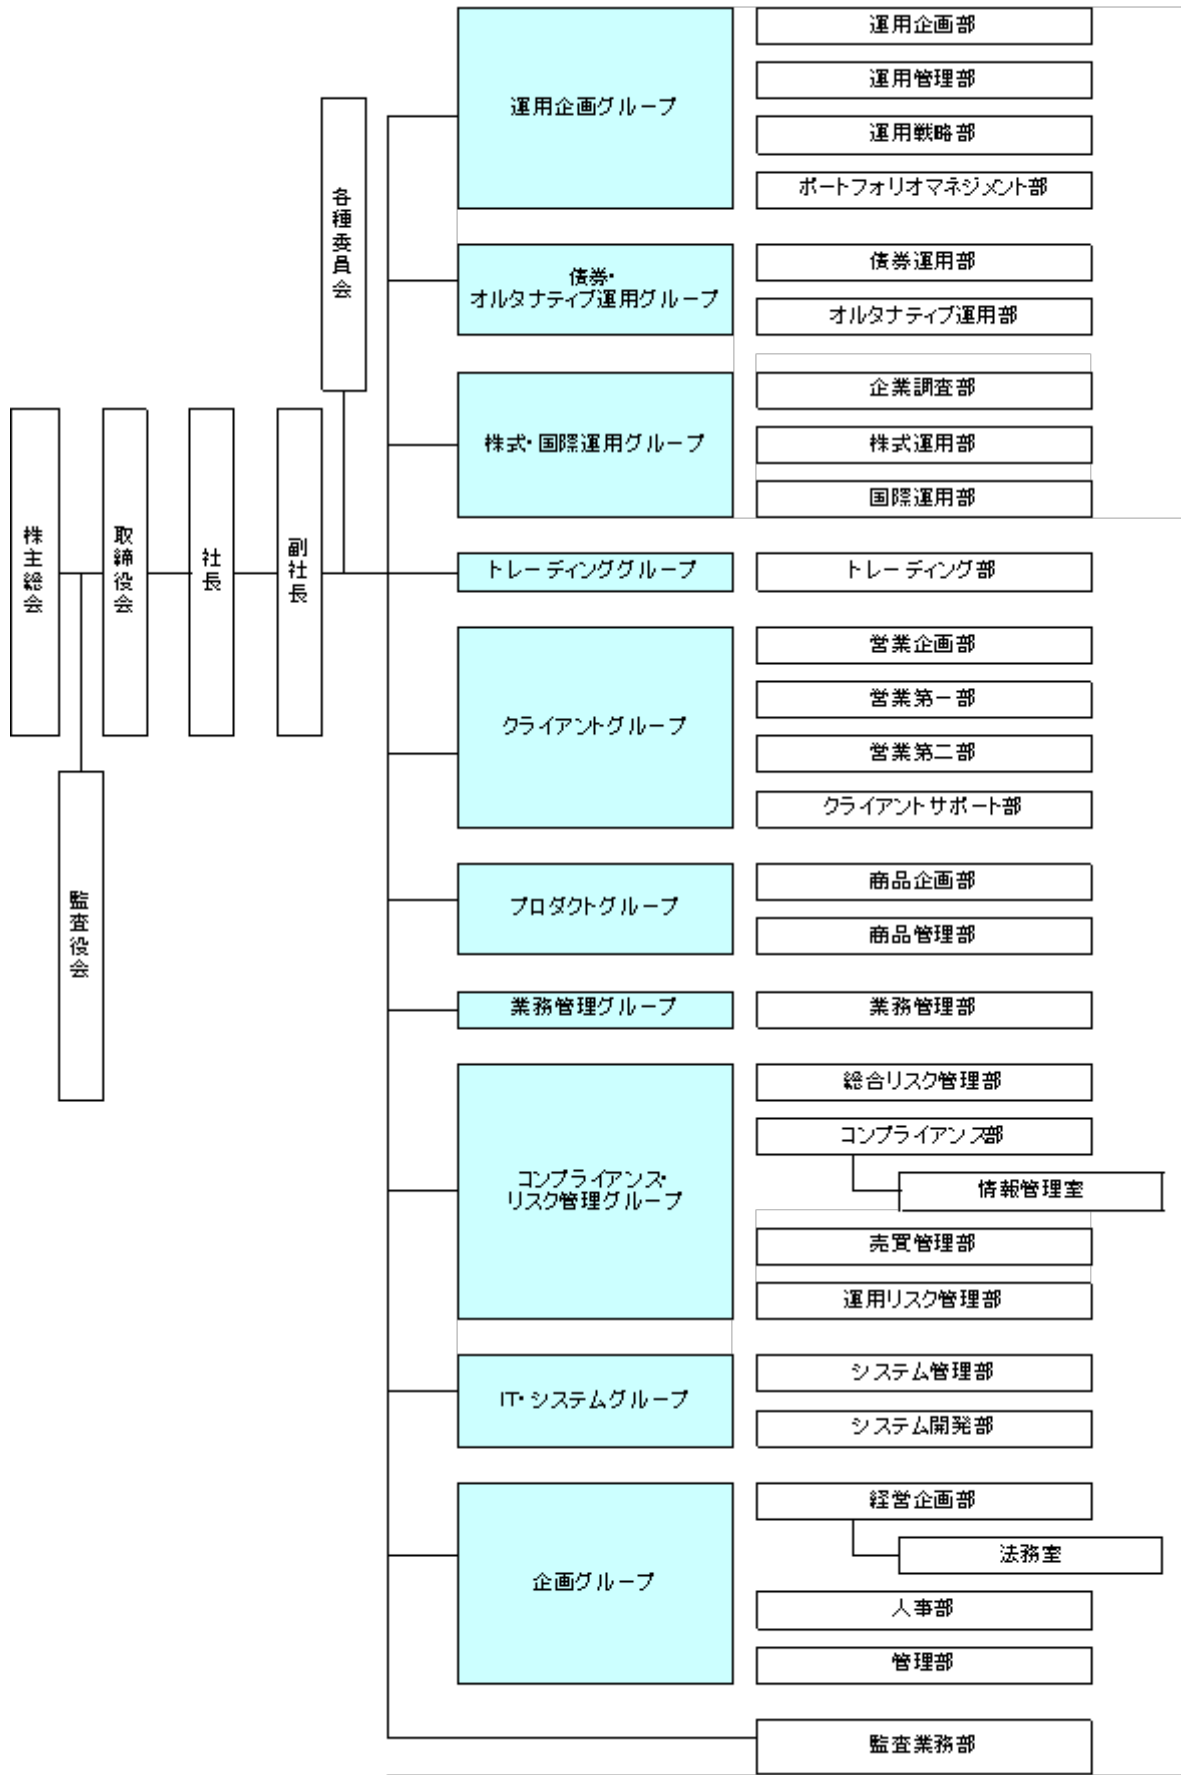 株主総会
監査役会
取締役会
社長
副社長
各種委員会
運用企画グループ
運用企画部
運用管理部
運用戦略部
ポートフォリオマネジメント部
債券・
オルタナティブ運用グループ
債券運用部
オルタナティブ運用部
株式・国際運用グループ
企業調査部
株式運用部
国際運用部
トレーディンググループ
トレーディング部
クライアントグループ
営業企画部
営業第一部
営業第二部
クライアントサポート部
プロダクトグループ
商品企画部
商品管理部
業務管理グループ
業務管理部
コンプライアンス・
リスク管理グループ
総合リスク管理部
コンプライアンス部
情報管理室
売買管理部
運用リスク管理部
IT・システムグループ
システム管理部
システム開発部
企画グループ
経営企画部
法務室
人事部
管理部
監査業務部